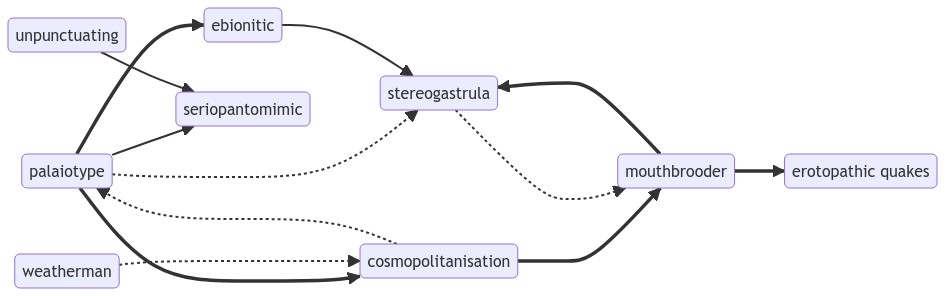 unpunctuating
ebionitic
stereogastrula
seriopantomimic
palaiotype
mouthbrooder
erotopathic quakes
weatherman
cosmopolitanisation